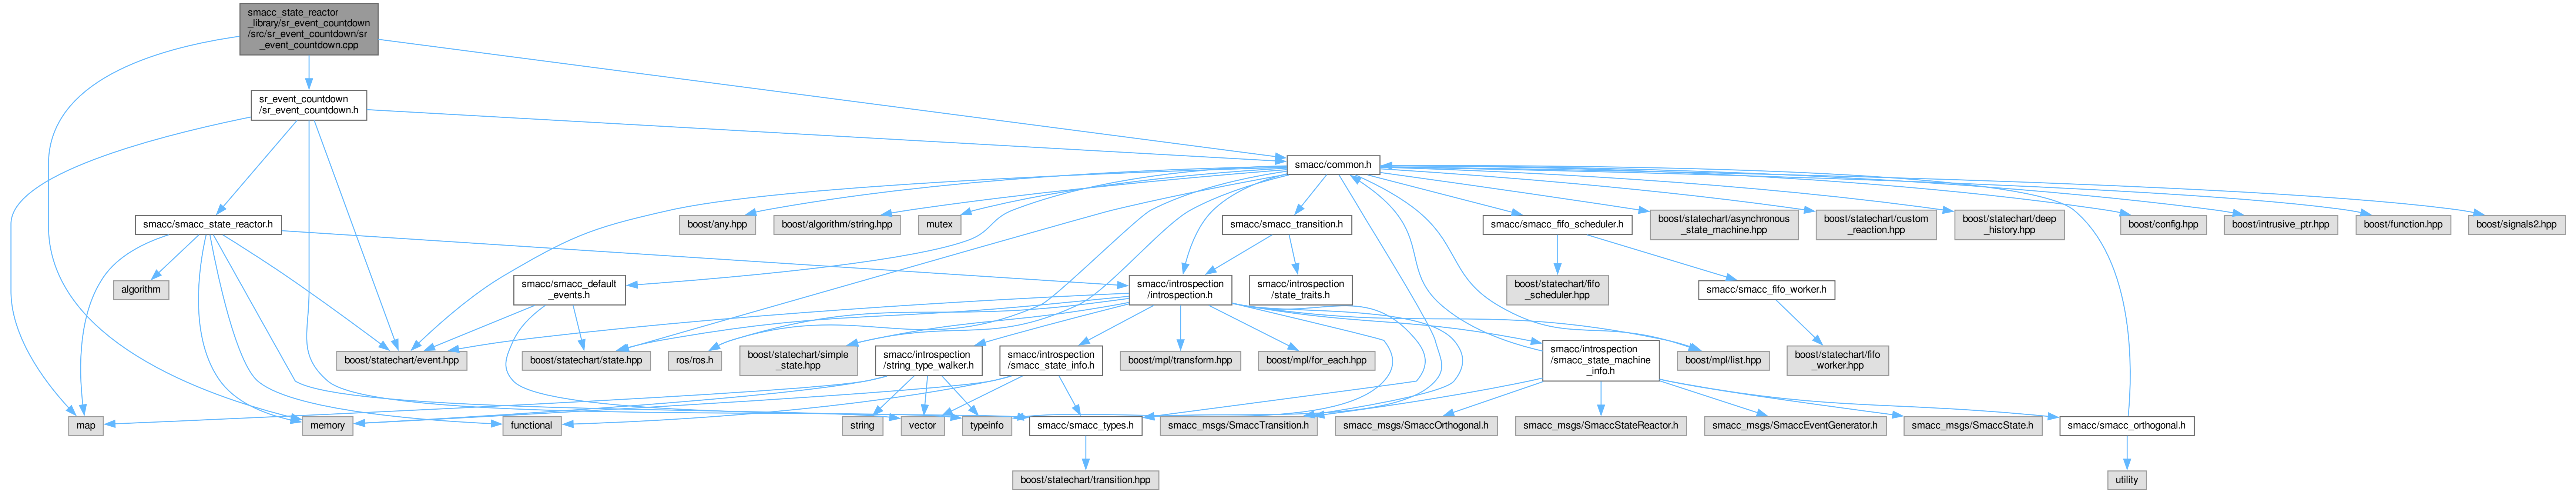 smacc_state_reactor
_library/sr_event_countdown
/src/sr_event_countdown/sr
_event_countdown.cpp
sr_event_countdown
/sr_event_countdown.h
smacc/common.h
smacc/smacc_state_reactor.h
boost/any.hpp
boost/algorithm/string.hpp
mutex
smacc/smacc_transition.h
smacc/smacc_fifo_scheduler.h
boost/statechart/asynchronous
_state_machine.hpp
boost/statechart/custom
_reaction.hpp
boost/statechart/deep
_history.hpp
boost/config.hpp
boost/intrusive_ptr.hpp
boost/function.hpp
boost/signals2.hpp
algorithm
smacc/smacc_default
_events.h
smacc/introspection
/introspection.h
smacc/introspection
/state_traits.h
boost/statechart/fifo
_scheduler.hpp
smacc/smacc_fifo_worker.h
boost/statechart/event.hpp
boost/statechart/state.hpp
ros/ros.h
boost/statechart/simple
_state.hpp
smacc/introspection
/string_type_walker.h
smacc/introspection
/smacc_state_info.h
boost/mpl/transform.hpp
boost/mpl/for_each.hpp
smacc/introspection
/smacc_state_machine
_info.h
boost/mpl/list.hpp
boost/statechart/fifo
_worker.hpp
map
memory
functional
string
vector
typeinfo
smacc/smacc_types.h
smacc_msgs/SmaccTransition.h
smacc_msgs/SmaccOrthogonal.h
smacc_msgs/SmaccStateReactor.h
smacc_msgs/SmaccEventGenerator.h
smacc_msgs/SmaccState.h
smacc/smacc_orthogonal.h
boost/statechart/transition.hpp
utility